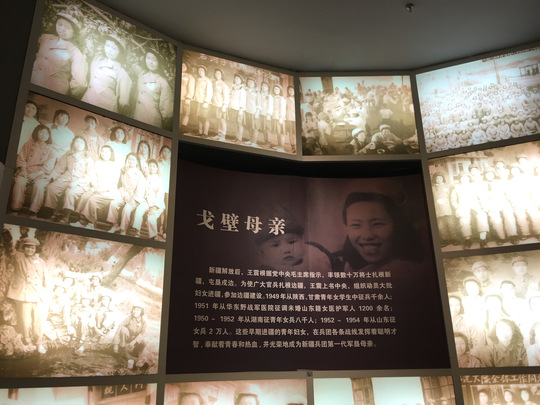 戈壁母亲
新疆解放后，王震根据党中央毛主席指示，率领数十万将士扎根新
疆，屯垦戍边。为使广大官兵扎根边疆，王震上书中央，组织动员大批
妇女进疆，参加边疆建设。1949年从陕西、甘肃青年女学生中征兵千余人；
1951年从华东野战军医院征调未婚山东籍女医护军人1200余名；
1950～1952年从湖南征青年女兵八千人；1952～1954年从山东征
女兵2万人。这些早期进疆的青年妇女，在兵团各条战线发挥着聪明才
智，奉献着青春和热血，并光荣地成为新疆兵团第一代军垦母亲。